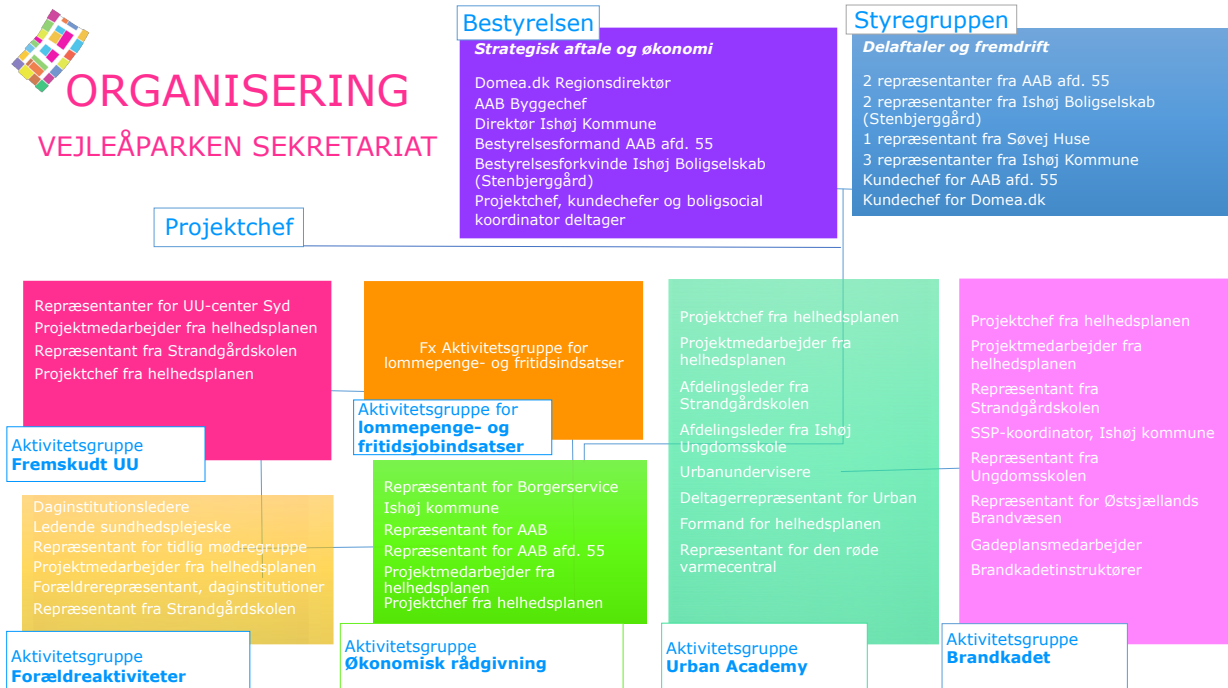 ORGANISERING
VEJLEÅPARKEN SEKRETARIAT
Bestyrelsen
Strategisk aftale og økonomi
Domea.dk Regionsdirektør
AAB Byggechef
Direktør Ishøj Kommune
Bestyrelsesformand AAB afd. 55
Bestyrelsesforkvinde Ishøj Boligselskab
(Stenbjerggård)
Projektchef, kundechefer og boligsocial
koordinator deltager
Styregruppen
Delaftaler og fremdrift
2 repræsentanter fra AAB afd. 55
2 repræsentanter fra Ishøj Boligselskab
(Stenbjerggård)
1 repræsentant fra Søvej Huse
3 repræsentanter fra Ishøj Kommune
Kundechef for AAB afd. 55
Kundechef for Domea.dk
Projektchef
Repræsentanter for UU-center Syd
Projektmedarbejder fra helhedsplanen
Repræsentant fra Strandgårdskolen
Projektchef fra helhedsplanen
Aktivitetsgruppe
Fremskudt UU
Fx Aktivitetsgruppe for
lommepenge- og fritidsindsatser
Aktivitetsgruppe for
lommepenge- og
fritidsjobindsatser
Projektchef fra helhedsplanen
Projektmedarbejder fra
helhedsplanen
Afdelingsleder fra
Strandgårdskolen
Afdelingsleder fra Ishøj
Ungdomsskole
Urbanundervisere
Deltagerrepræsentant for Urban
Formand for helhedsplanen
Repræsentant for den røde
varmecentral
Aktivitetsgruppe
Urban Academy
Projektchef fra helhedsplanen
Projektmedarbejder fra
helhedsplanen
Repræsentant fra
Strandgårdskolen
SSP-koordinator, Ishøj kommune
Repræsentant fra
Ungdomsskolen
Repræsentant for Østsjællands
Brandvæsen
Gadeplansmedarbejder
Brandkadetinstruktører
Aktivitetsgruppe
Brandkadet
Daginstitutionsledere
Ledende sundhedsplejeske
Repræsentant for tidlig mødregruppe
Projektmedarbejder fra helhedsplanen
Forældrerepræsentant, daginstitutioner
Repræsentant fra Strandgårdskolen
Aktivitetsgruppe
Forældreaktiviteter
Repræsentant for Borgerservice
Ishøj kommune
Repræsentant for AAB
Repræsentant for AAB afd. 55
Projektmedarbejder fra
helhedsplanen
Projektchef fra helhedsplanen
Aktivitetsgruppe
Økonomisk rådgivning